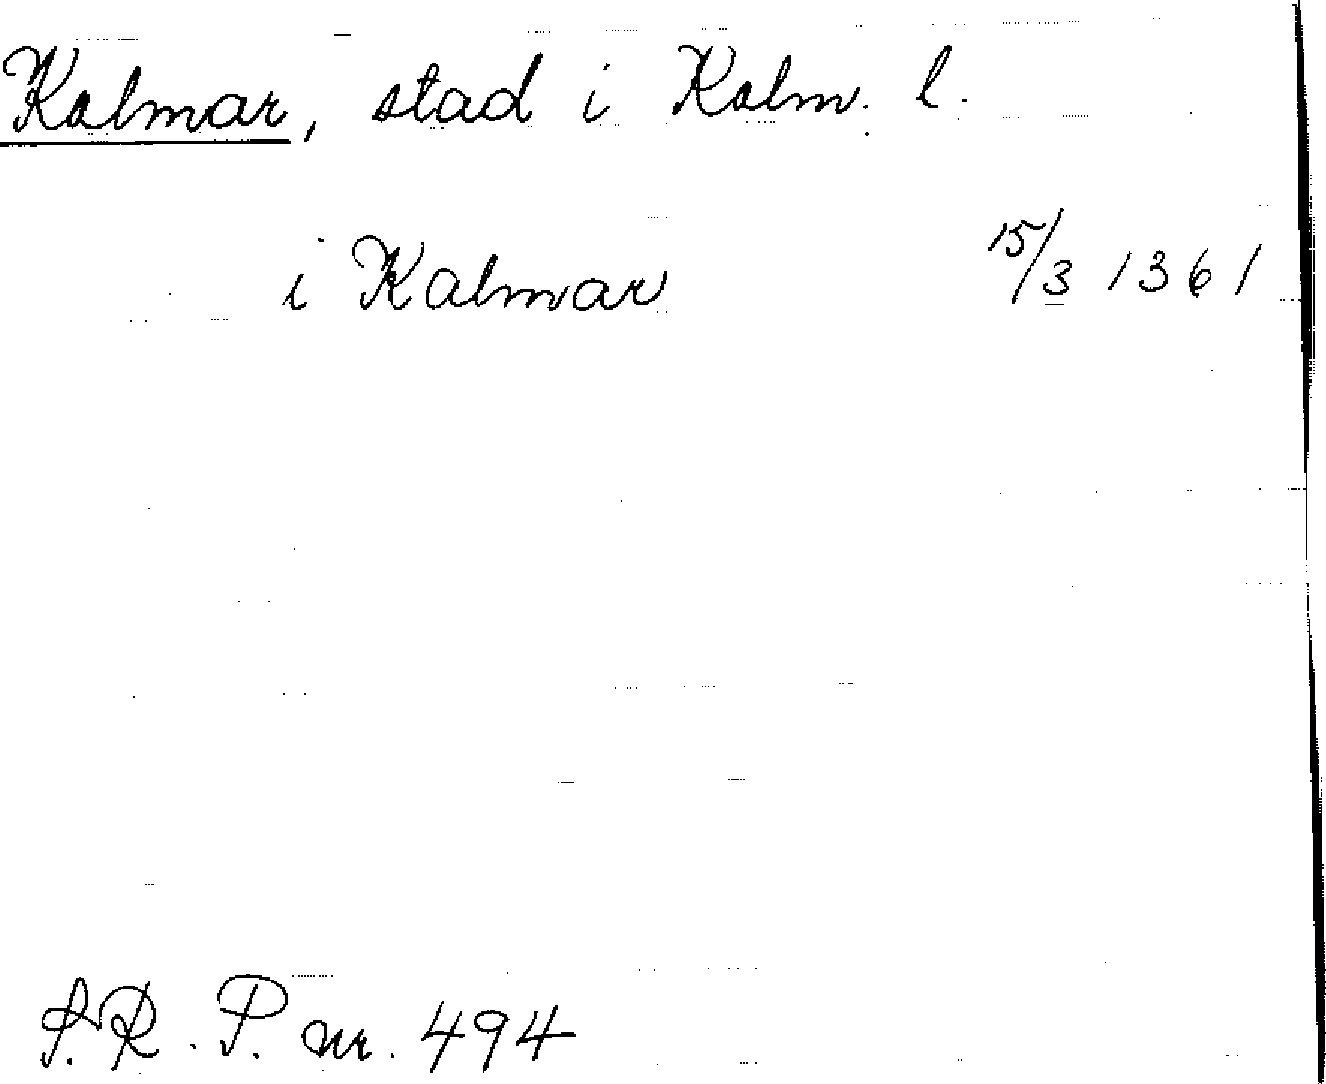 Kalmar, stad i Kalm. l.
i Kalmar 15/3 1361
S.R.P. nr. 494